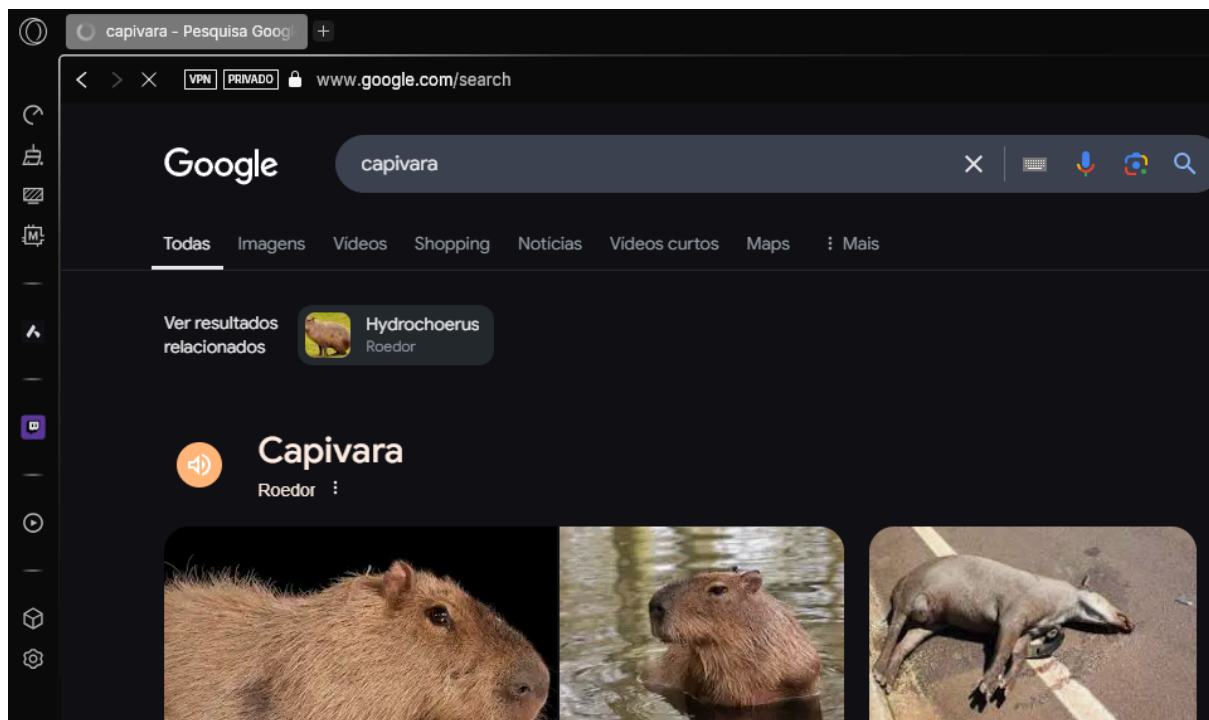 capivara - Pesquisa Googl
VPN PRIVADO www.google.com/search
M
Google capivara
Todas Imagens Vídeos Shopping Notícias Vídeos curtos Maps Mais
Ver resultados
relacionados
Hydrochoerus
Roedor
Capivara
Roedor